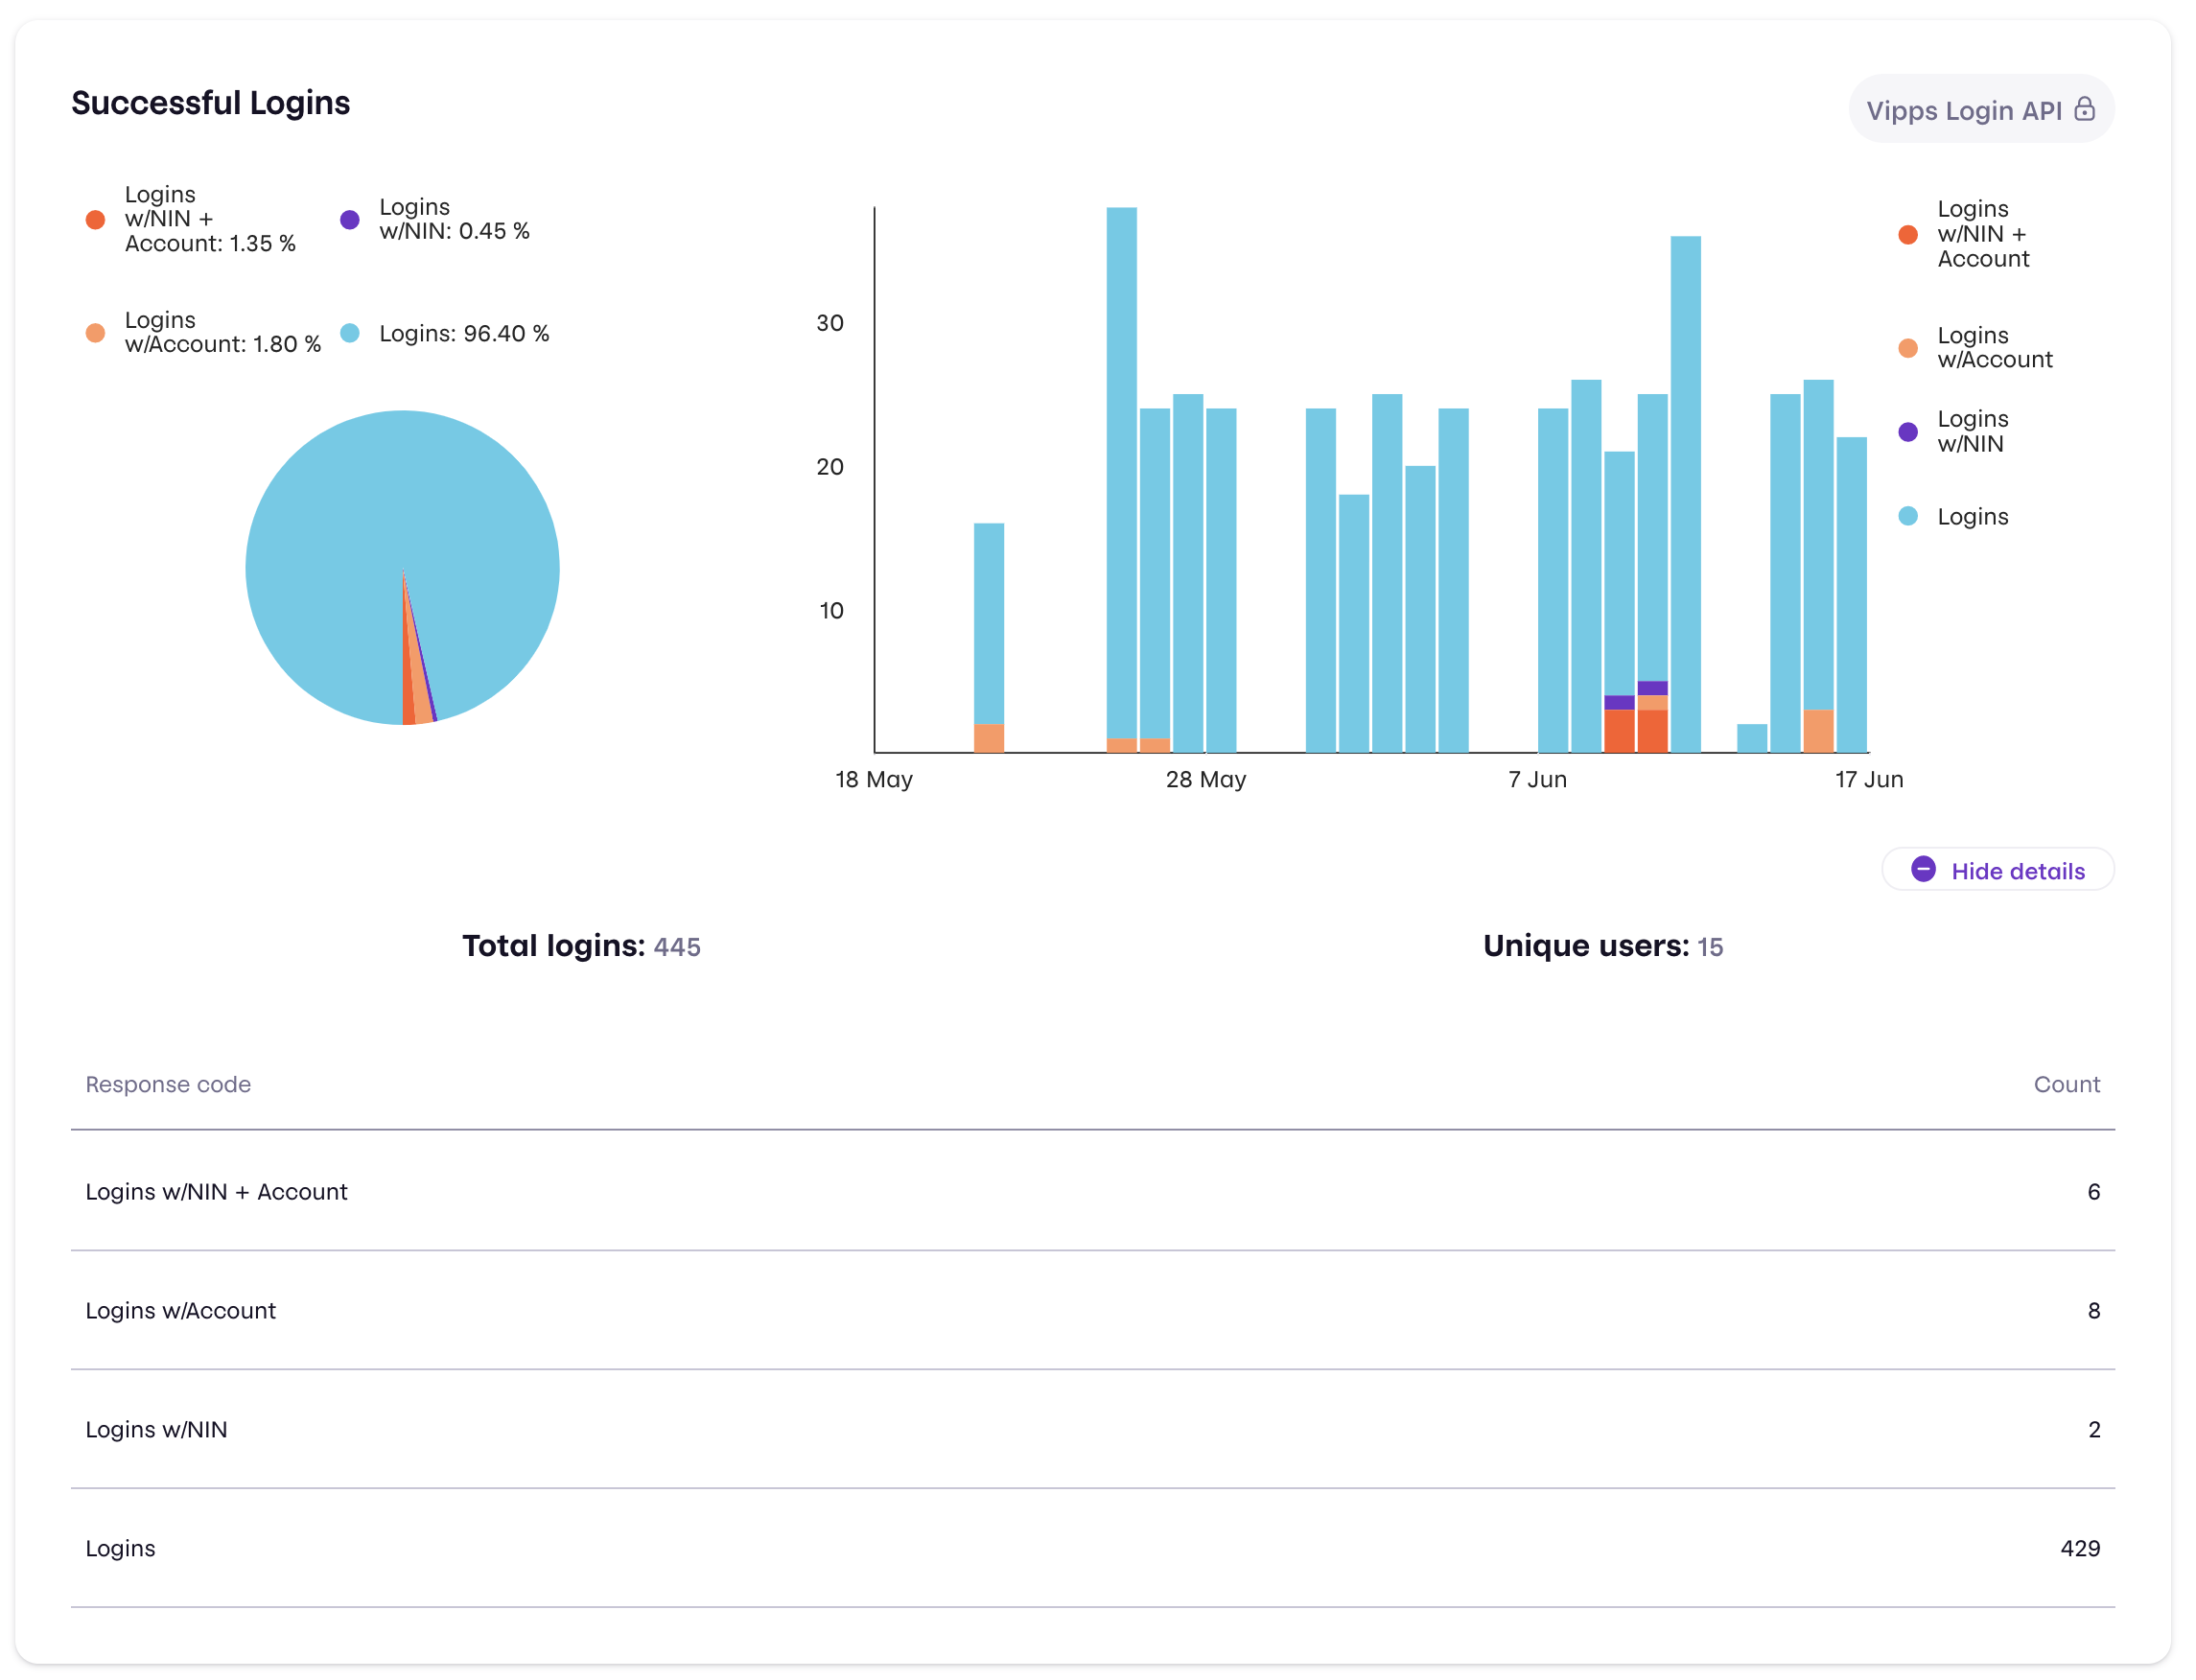 Successful Logins
Vipps Login API
Logins
w/NIN +
Account: 1.35 %
Logins
w/NIN: 0.45 %
Logins
w/Account: 1.80 %
Logins: 96.40 %
30
20
10
18 May
28 May
7 Jun
17 Jun
Logins
w/NIN +
Account
Logins
w/Account
Logins
w/NIN
Logins
Hide details
Total logins: 445
Unique users: 15
Response code Count
Logins w/NIN + Account 6
Logins w/Account 8
Logins w/NIN 2
Logins 429